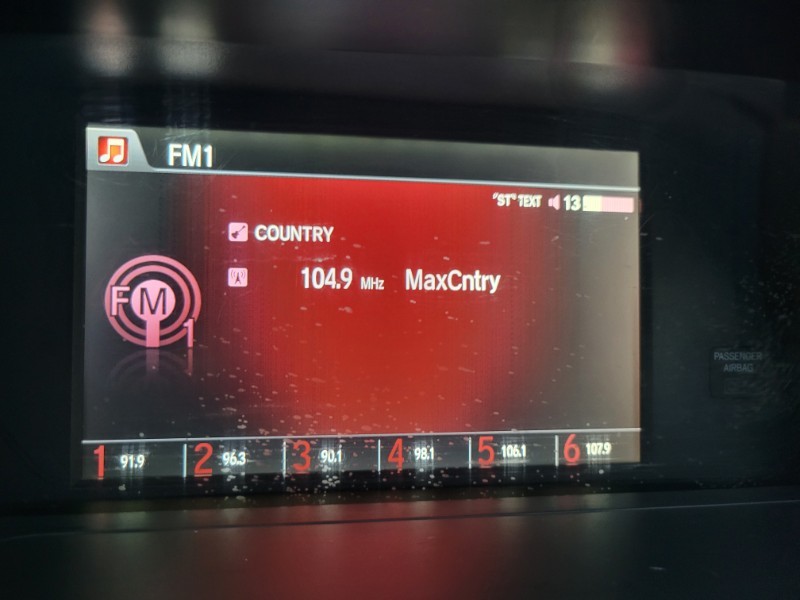 FM1
"ST" TEXT 13
COUNTRY
104.9 MHz MaxCntry
FM
1
1 91.9 2 96.3 3 90.1 4 98.1 5 106.1 6 107.9
PASSENGER
AIRBAG